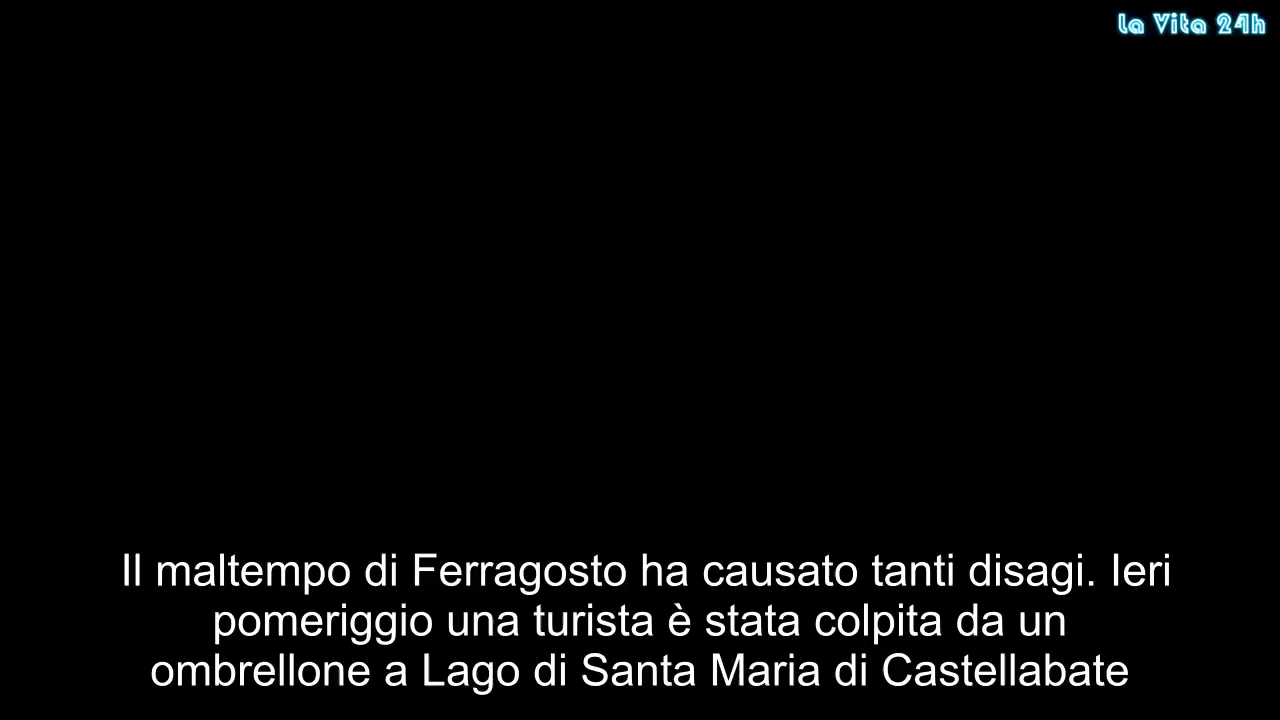 La Vita 24h
Il maltempo di Ferragosto ha causato tanti disagi. Ieri
pomeriggio una turista è stata colpita da un
ombrellone a Lago di Santa Maria di Castellabate